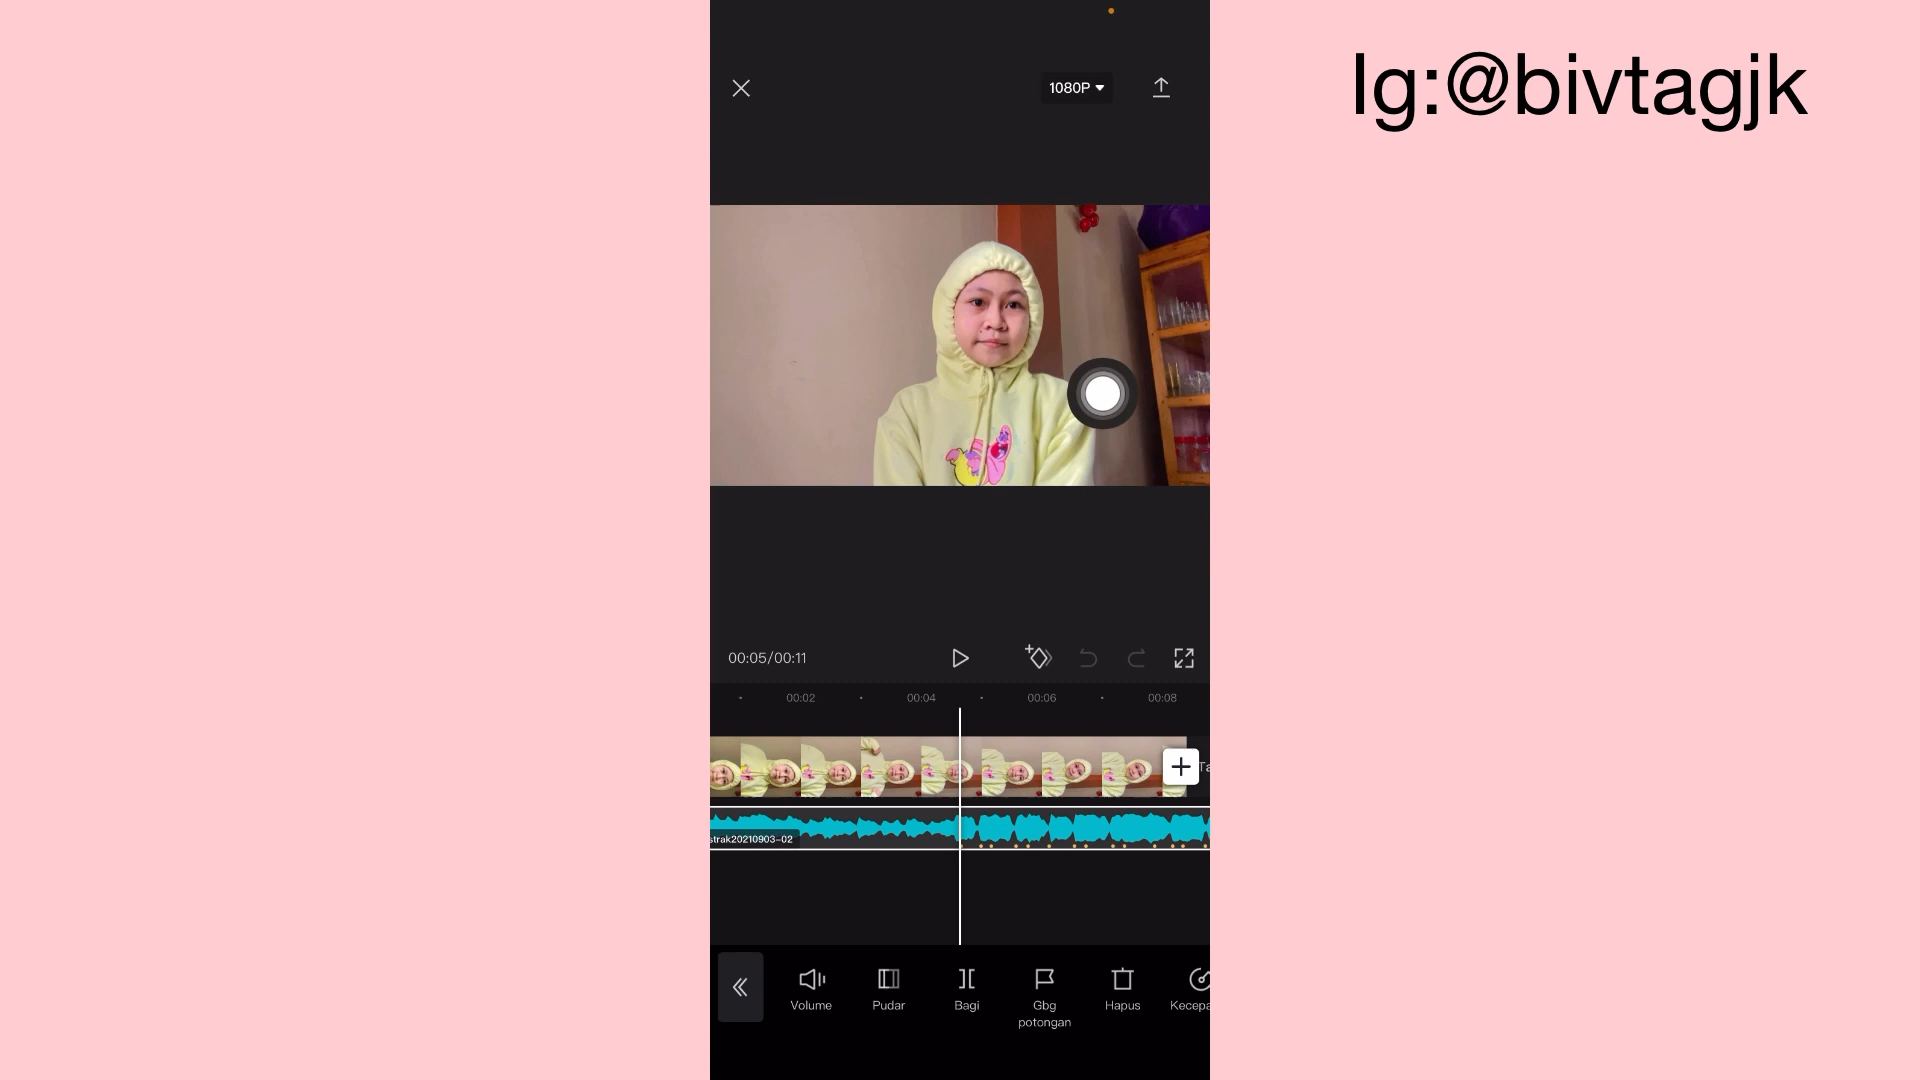 Ig:@bivtagjk
1080P
00:05/00:11
00:02
00:04
00:06
00:08
strak20210903-02
Volume
Pudar
Bagi
Gbg
potongan
Hapus
Kecepa